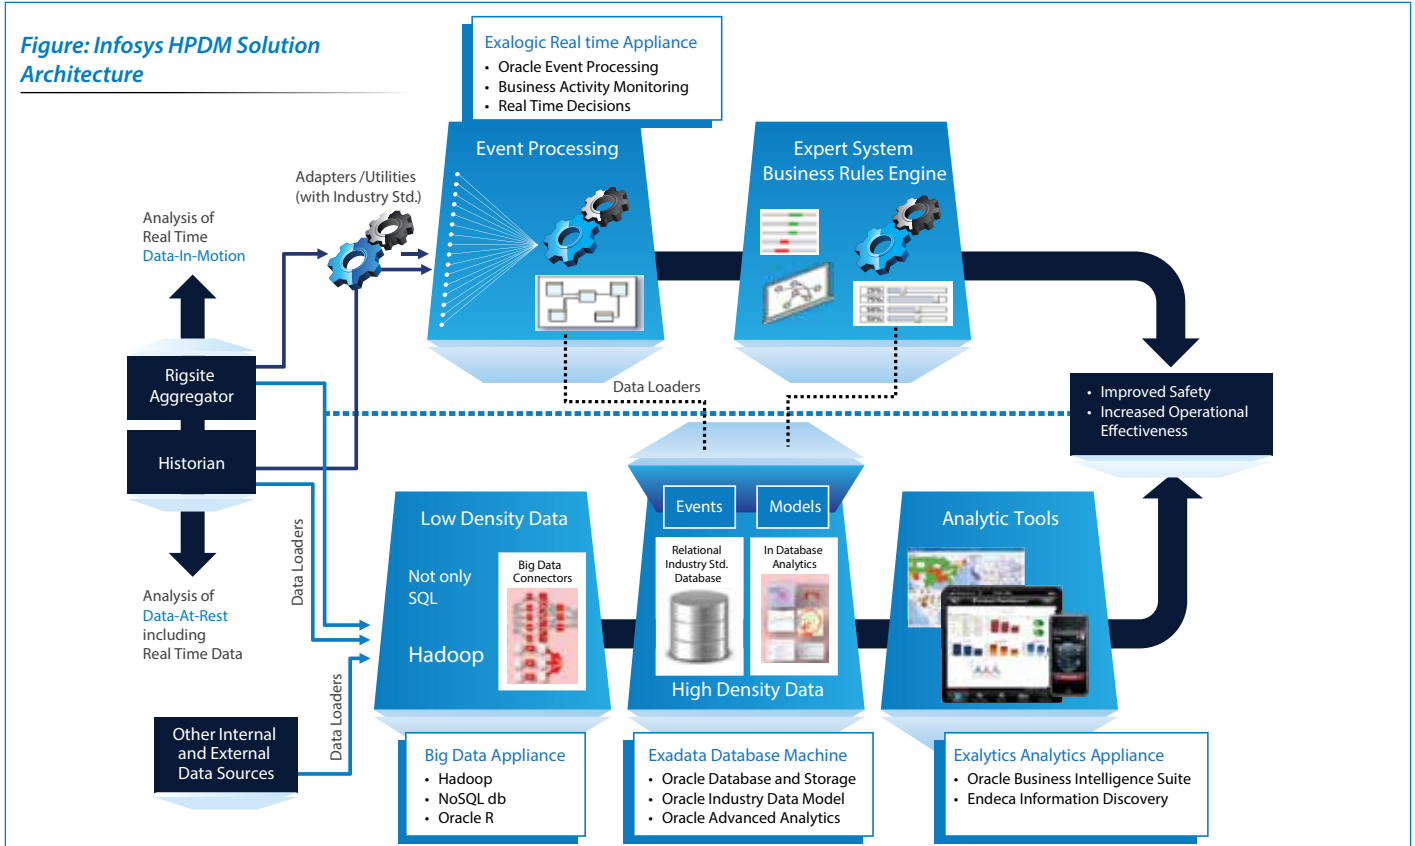 Figure: Infosys HPDM Solution
Architecture
Exalogic Real time Appliance
• Oracle Event Processing
• Business Activity Monitoring
• Real Time Decisions
Event Processing
Expert System
Business Rules Engine
Adapters /Utilities
(with Industry Std.)
Analysis of
Real Time
Data-In-Motion
Rigsite
Aggregator
Historian
Data Loaders
• Improved Safety
• Increased Operational
Effectiveness
Analysis of
Data-At-Rest
including
Real Time Data
Data Loaders
Data Loaders
Other Internal
and External
Data Sources
Low Density Data
Not only
SQL
Hadoop
Big Data
Connectors
Events
Models
Relational
Industry Std.
Database
In Database
Analytics
High Density Data
Analytic Tools
Big Data Appliance
• Hadoop
• NoSQL db
• Oracle R
Exadata Database Machine
• Oracle Database and Storage
• Oracle Industry Data Model
• Oracle Advanced Analytics
Exalytics Analytics Appliance
• Oracle Business Intelligence Suite
• Endeca Information Discovery